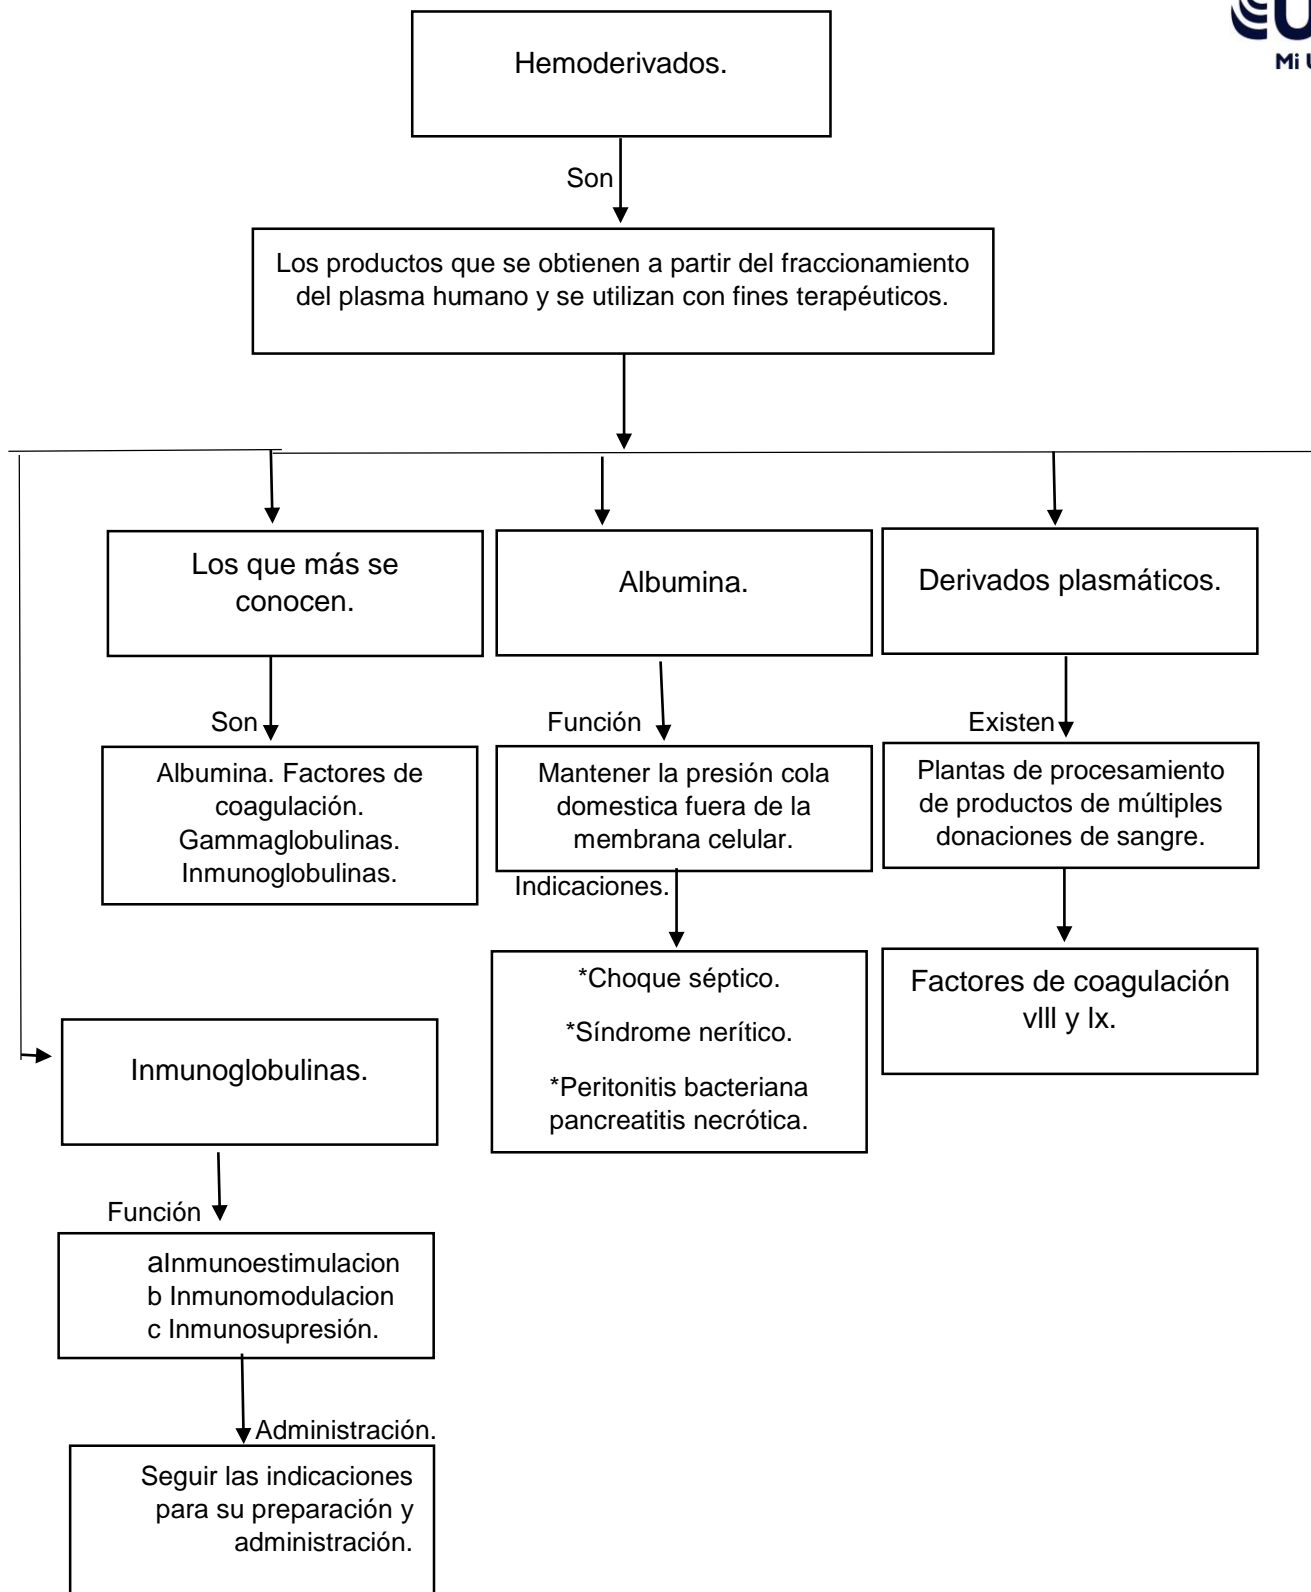 Mi U
Hemoderivados.
Son
Los productos que se obtienen a partir del fraccionamiento
del plasma humano y se utilizan con fines terapéuticos.
Los que más se
conocen.
Albumina.
Derivados plasmáticos.
Son
Función
Existen
Albumina. Factores de
coagulación.
Gammaglobulinas.
Inmunoglobulinas.
Mantener la presión cola
domestica fuera de la
membrana celular.
Plantas de procesamiento
de productos de múltiples
donaciones de sangre.
Indicaciones.
*Choque séptico.
*Síndrome nerítico.
*Peritonitis bacteriana
pancreatitis necrótica.
Factores de coagulación
vlll y lx.
Inmunoglobulinas.
Función
aInmunoestimulacion
b Inmunomodulacion
c Inmunosupresión.
Administración.
Seguir las indicaciones
para su preparación y
administración.